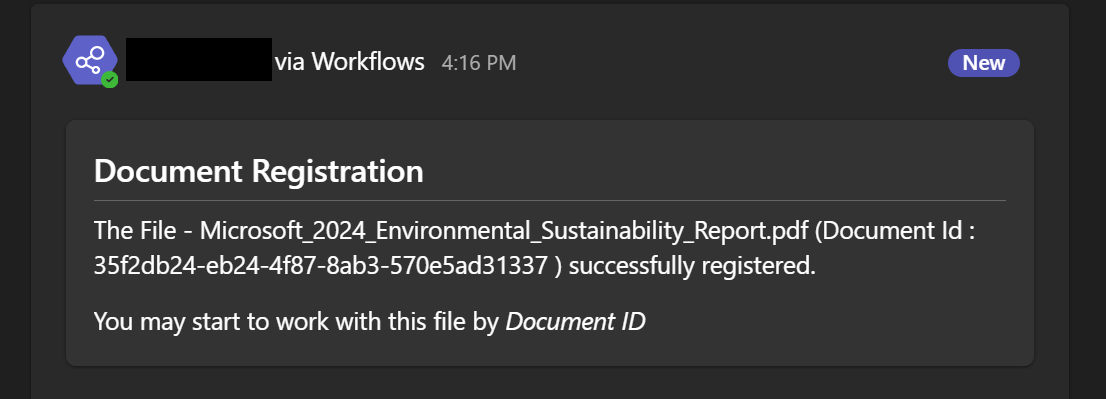 via Workflows 4:16 PM New
Document Registration
The File - Microsoft_2024_Environmental_Sustainability_Report.pdf (Document Id :
35f2db24-eb24-4f87-8ab3-570e5ad31337 ) successfully registered.
You may start to work with this file by Document ID